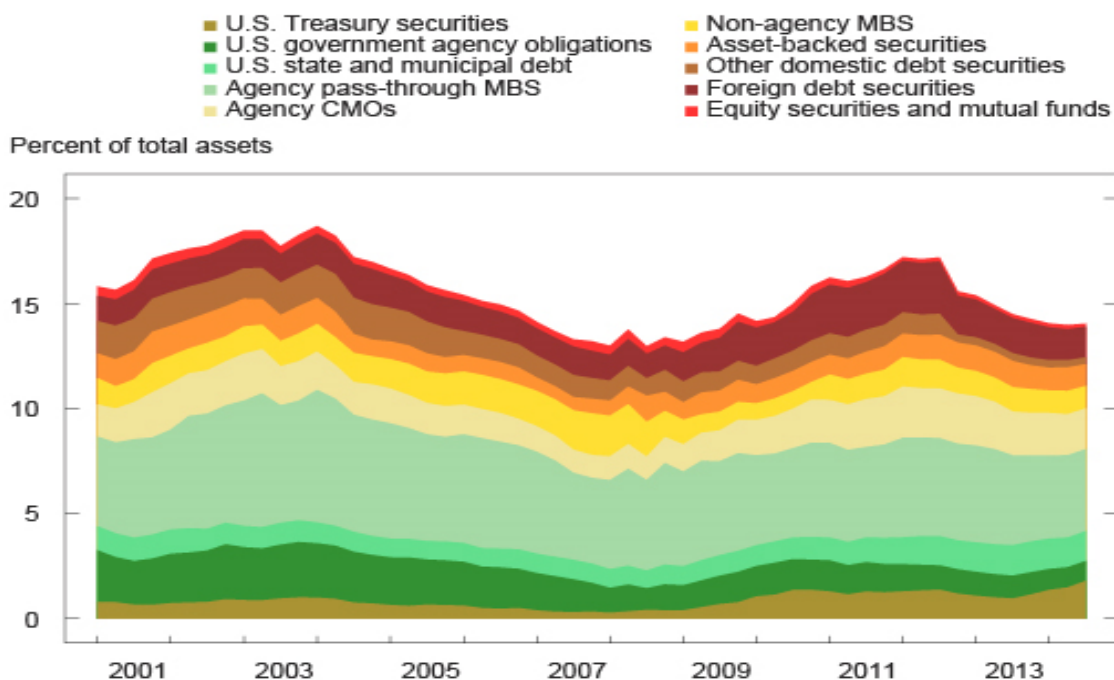 U.S. Treasury securities
U.S. government agency obligations
U.S. state and municipal debt
Agency pass-through MBS
Agency CMOs
Non-agency MBS
Asset-backed securities
Other domestic debt securities
Foreign debt securities
Equity securities and mutual funds
Percent of total assets
20
15
10
5
0
2001 2003 2005 2007 2009 2011 2013